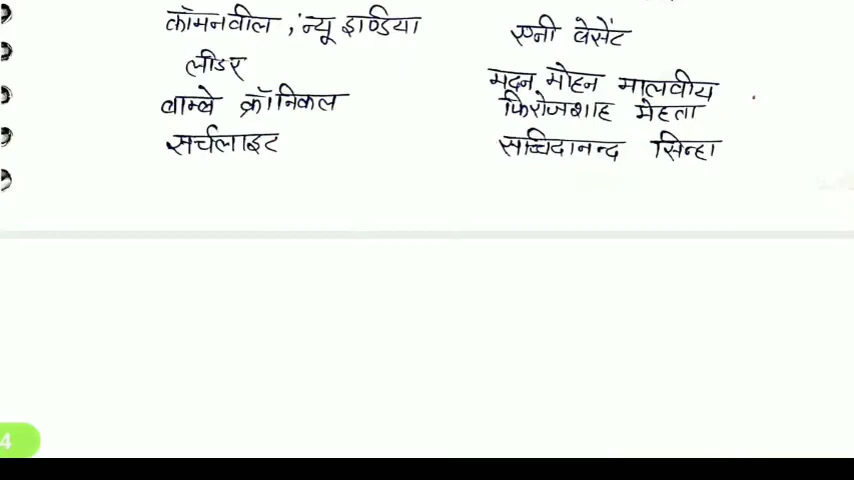 कॉमनवील, न्यू इण्डिया एनी बेसेंट
लीडर मदन मोहन मालवीय
बाम्बे क्रॉनिकल फिरोजशाह मेहता
सर्चलाइट सच्चिदानन्द सिन्हा
4